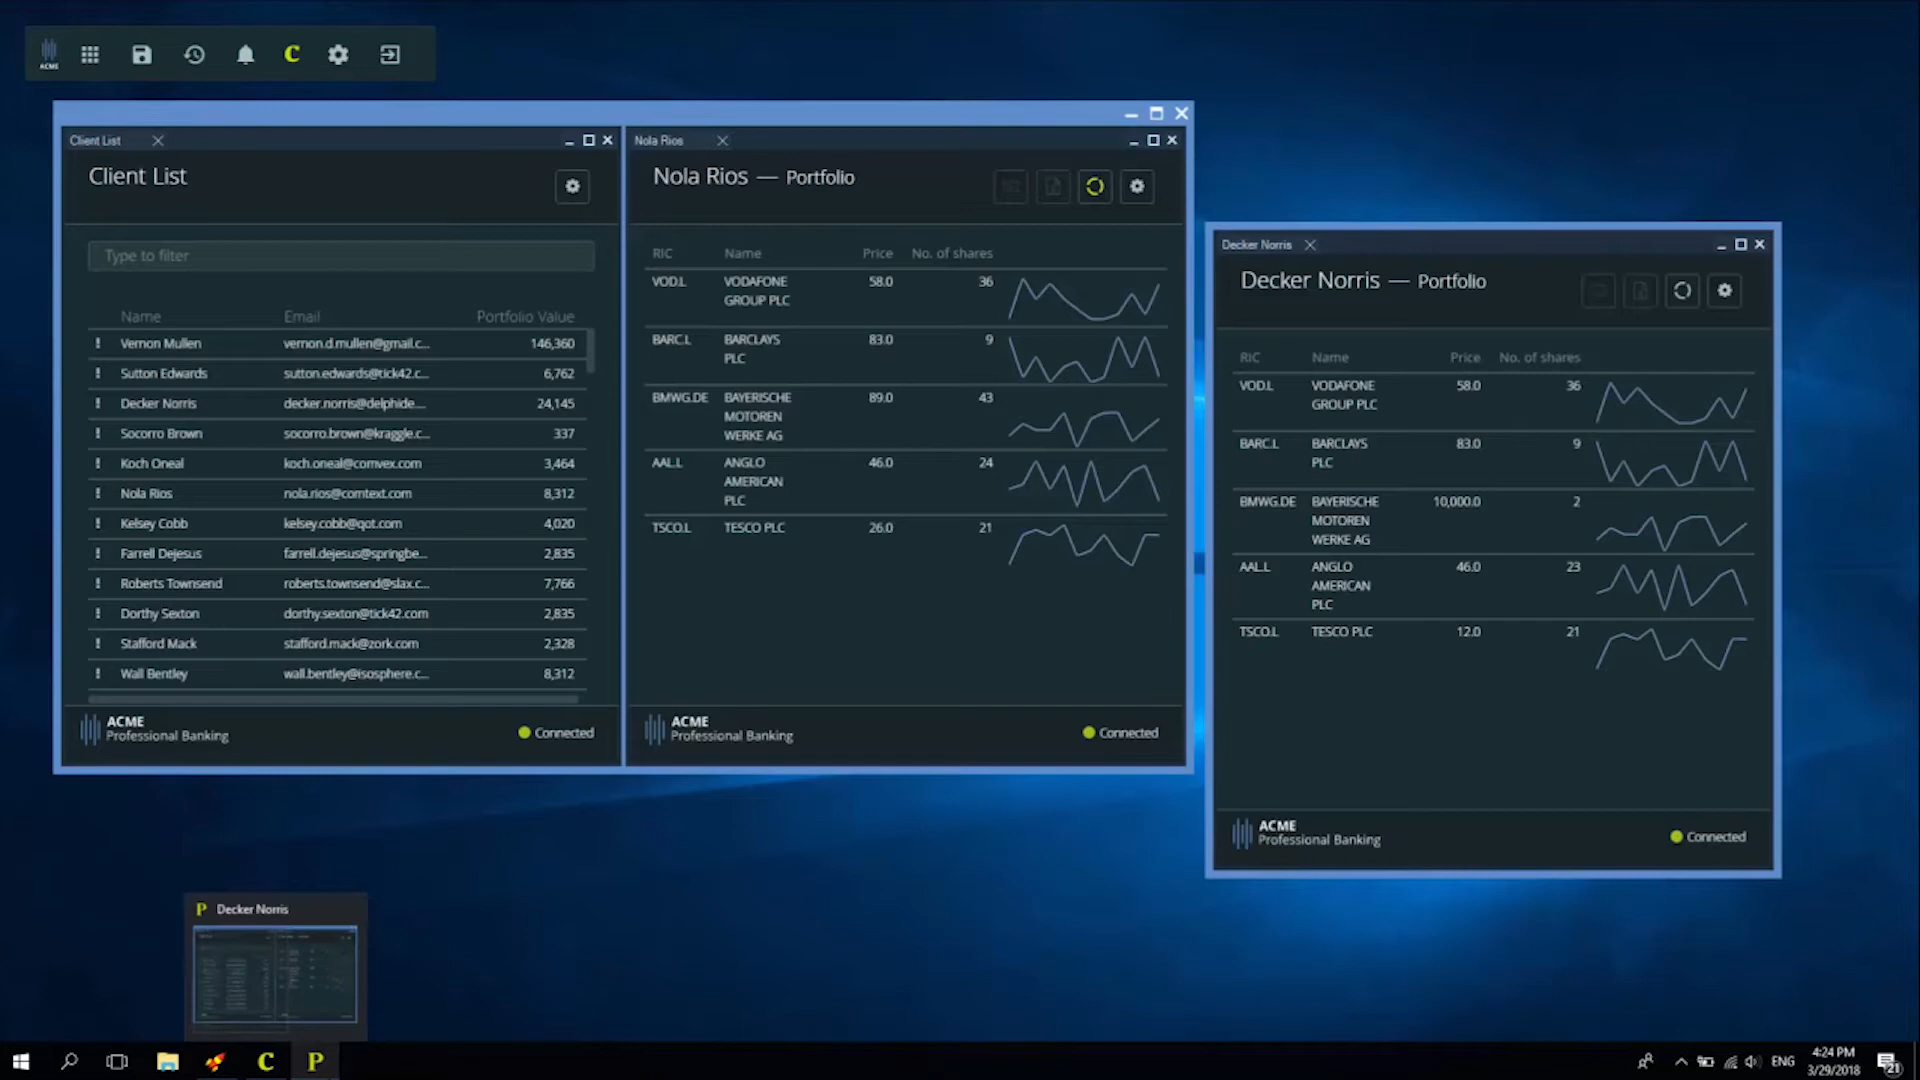 ACME
C
Client List
Nola Rios
Client List
Nola Rios — Portfolio
Type to filter
Name Email Portfolio Value
! Vernon Mullen vernon.d.mullen@gmail.c... 146,360
! Sutton Edwards sutton.edwards@tick42.c... 6,762
! Decker Norris decker.norris@delphide.... 24,145
! Socorro Brown socorro.brown@kraggle.c... 337
! Koch Oneal koch.oneal@comvex.com 3,464
! Nola Rios nola.rios@comtext.com 8,312
! Kelsey Cobb kelsey.cobb@qot.com 4,020
! Farrell Dejesus farrell.dejesus@springbe... 2,835
! Roberts Townsend roberts.townsend@slax.c... 7,766
! Dorthy Sexton dorthy.sexton@tick42.com 2,835
! Stafford Mack stafford.mack@zork.com 2,328
! Wall Bentley wall.bentley@isosphere.c... 8,312
ACME
Professional Banking
Connected
RIC Name Price No. of shares
VOD.L VODAFONE 58.0 36
GROUP PLC
BARC.L BARCLAYS 83.0 9
PLC
BMWG.DE BAYERISCHE 89.0 43
MOTOREN
WERKE AG
AAL.L ANGLO 46.0 24
AMERICAN
PLC
TSCO.L TESCO PLC 26.0 21
ACME
Professional Banking
Connected
Decker Norris
Decker Norris — Portfolio
RIC Name Price No. of shares
VOD.L VODAFONE 58.0 36
GROUP PLC
BARC.L BARCLAYS 83.0 9
PLC
BMWG.DE BAYERISCHE 10,000.0 2
MOTOREN
WERKE AG
AAL.L ANGLO 46.0 23
AMERICAN
PLC
TSCO.L TESCO PLC 12.0 21
ACME
Professional Banking
Connected
P Decker Norris
C P
ENG
4:24 PM
3/29/2018
21